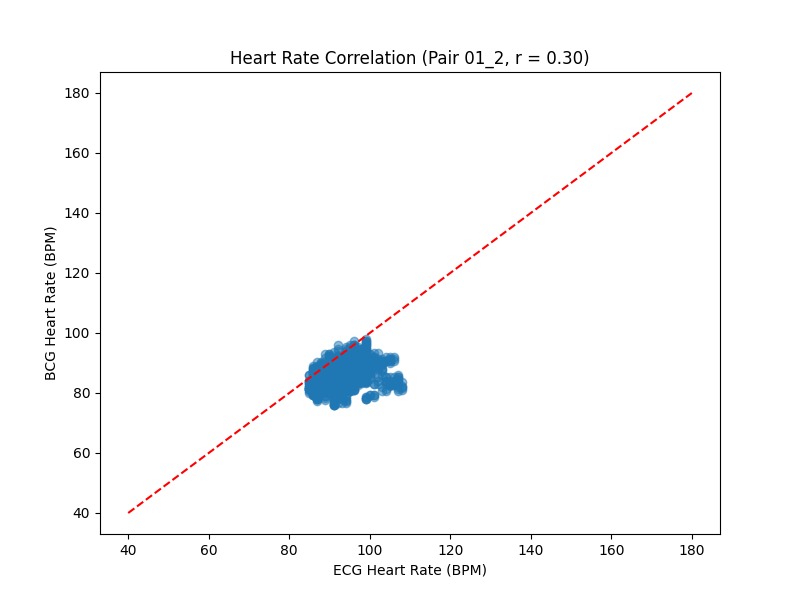 Heart Rate Correlation (Pair 01_2, r = 0.30)
180
160
140
120
100
80
60
40
BCG Heart Rate (BPM)
40 60 80 100 120 140 160 180
ECG Heart Rate (BPM)